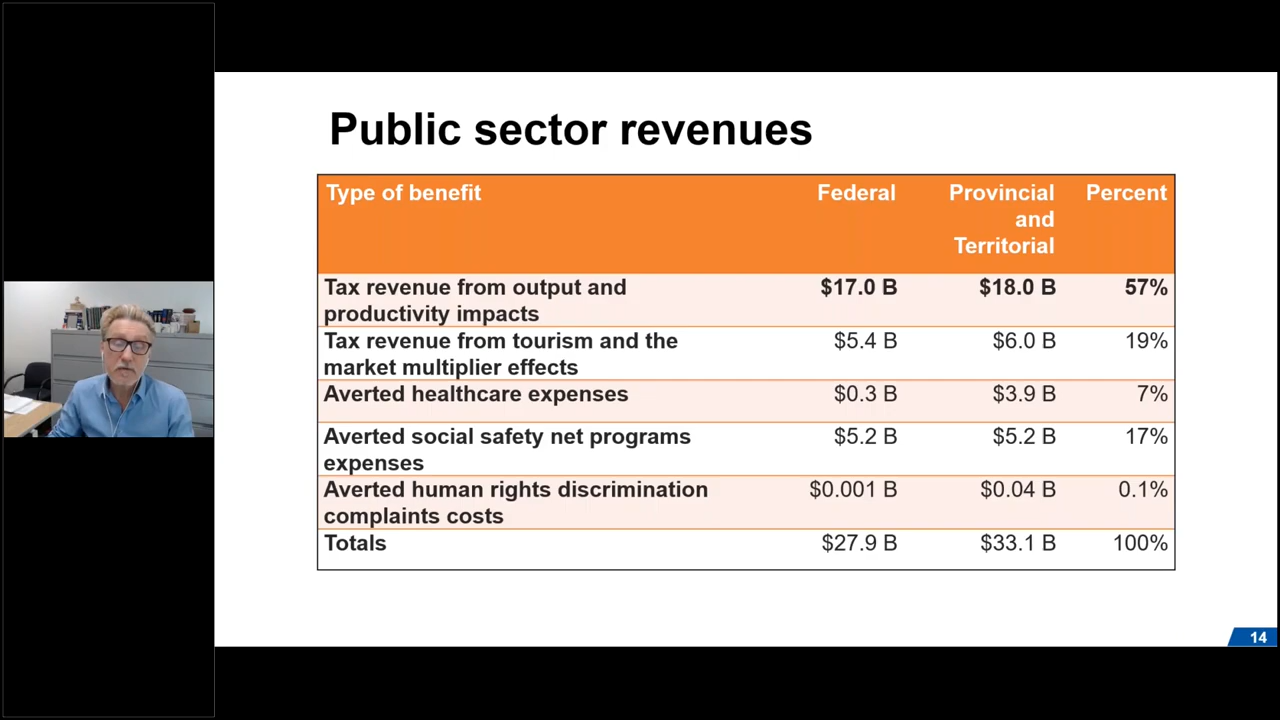 Public sector revenues
Type of benefit Federal Provincial and Territorial Percent
Tax revenue from output and productivity impacts $17.0 B $18.0 B 57%
Tax revenue from tourism and the market multiplier effects $5.4 B $6.0 B 19%
Averted healthcare expenses $0.3 B $3.9 B 7%
Averted social safety net programs expenses $5.2 B $5.2 B 17%
Averted human rights discrimination complaints costs $0.001 B $0.04 B 0.1%
Totals $27.9 B $33.1 B 100%
14